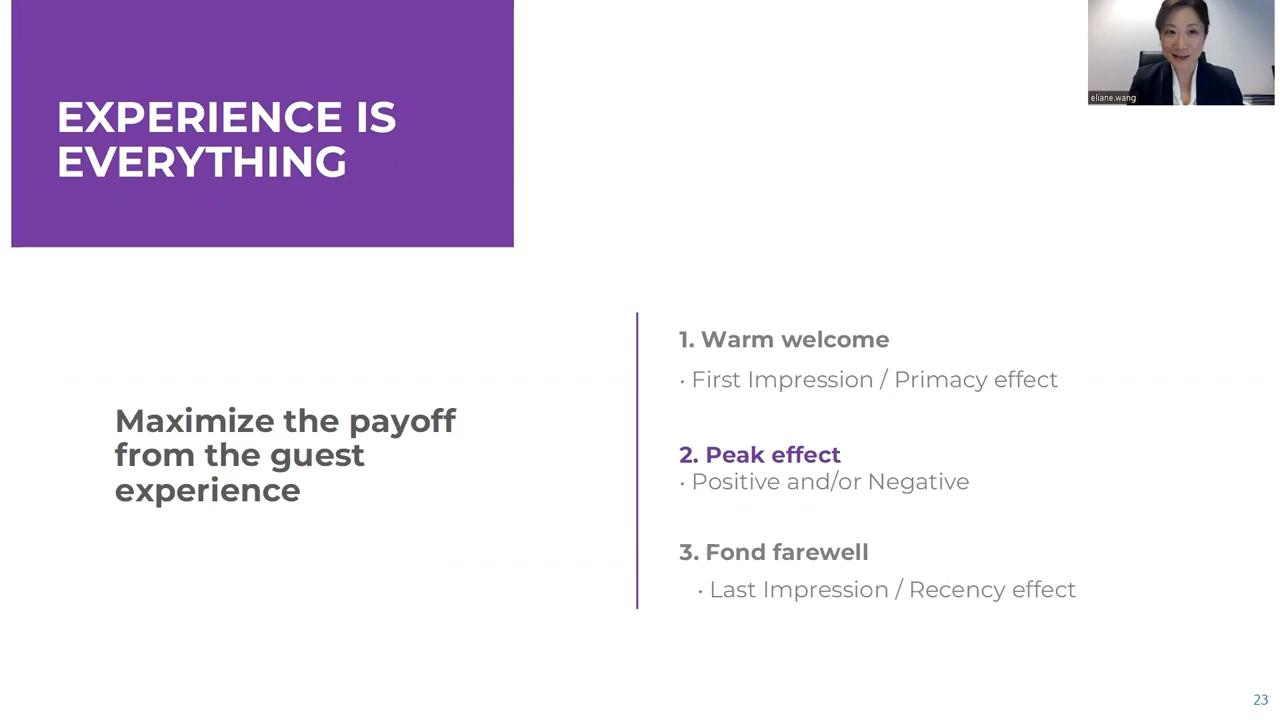 EXPERIENCE IS
EVERYTHING
eliane.wang
Maximize the payoff
from the guest
experience
1. Warm welcome
• First Impression / Primacy effect
2. Peak effect
• Positive and/or Negative
3. Fond farewell
• Last Impression / Recency effect
23